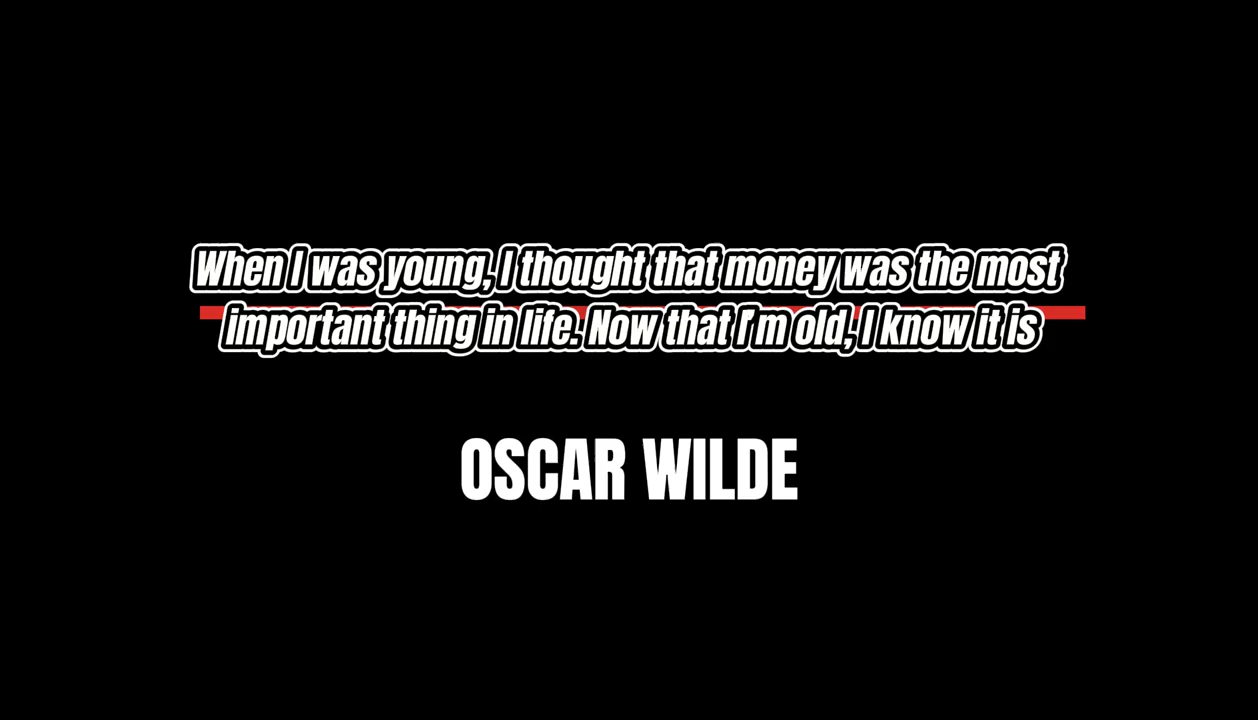 When I was young, I thought that money was the most
important thing in life. Now that I'm old, I know it is
OSCAR WILDE